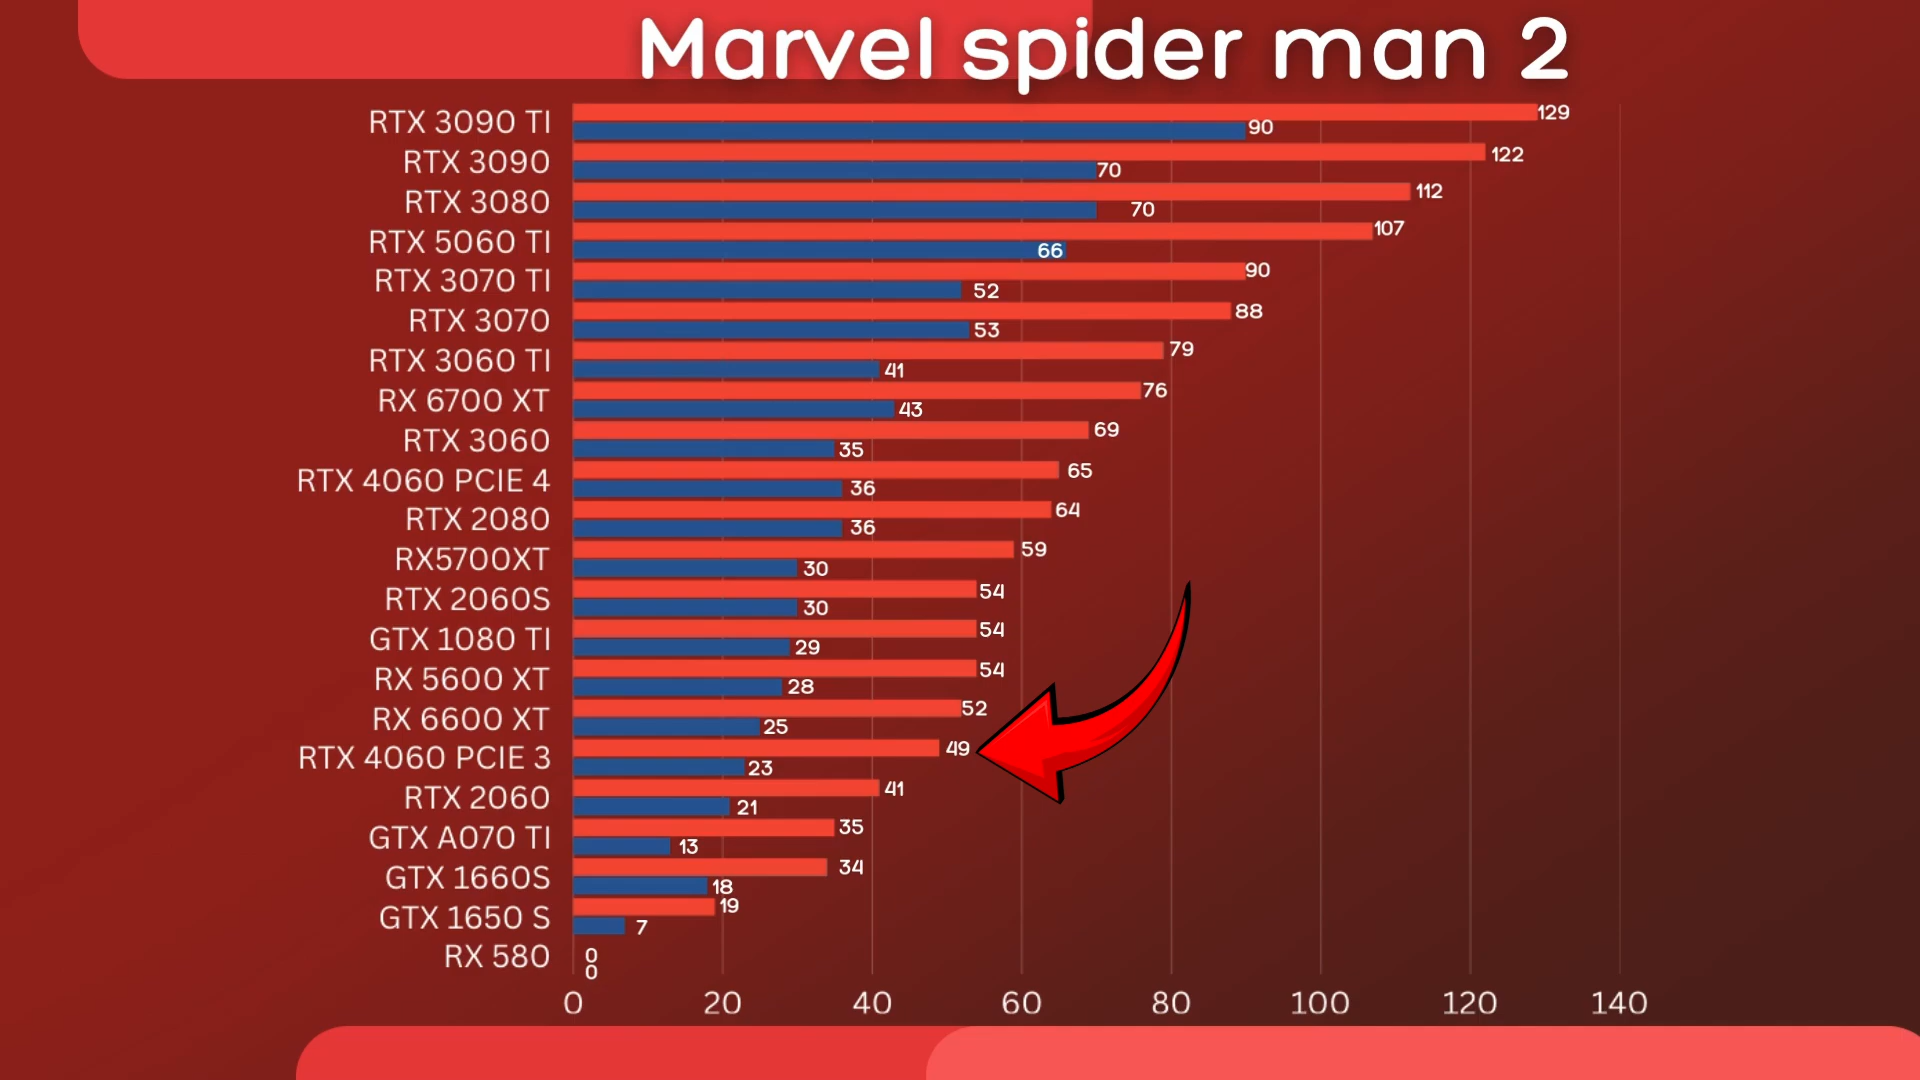 Marvel spider man 2
RTX 3090 TI 129
90
RTX 3090 122
70
RTX 3080 112
70
RTX 5060 TI 107
66
RTX 3070 TI 90
52
RTX 3070 88
53
RTX 3060 TI 79
41
RX 6700 XT 76
43
RTX 3060 69
35
RTX 4060 PCIE 4 65
36
RTX 2080 64
36
RX5700XT 59
30
RTX 2060S 54
30
GTX 1080 TI 54
29
RX 5600 XT 54
28
RX 6600 XT 52
25
RTX 4060 PCIE 3 49
23
RTX 2060 41
21
GTX A070 TI 35
13
GTX 1660S 34
18
GTX 1650 S 19
7
RX 580 0
0
0 20 40 60 80 100 120 140